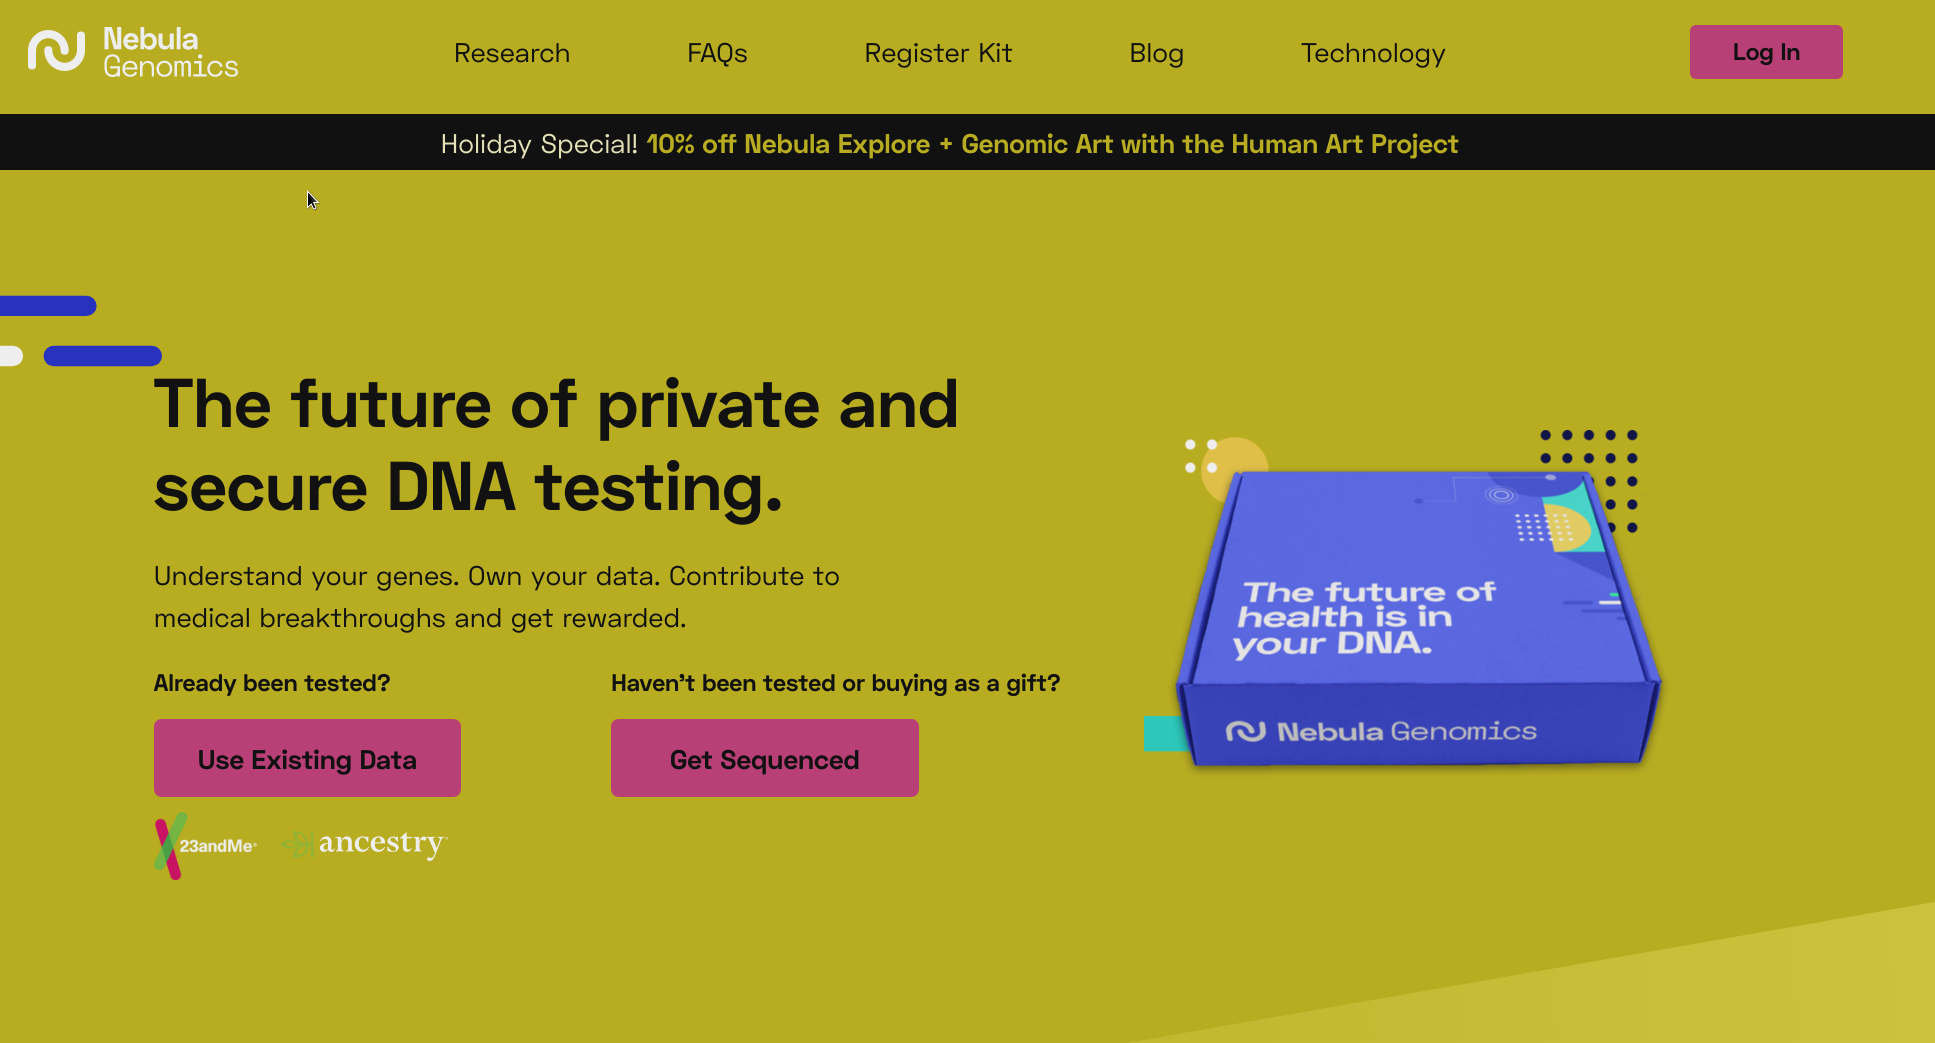 Nebula
Genomics
Research
FAQs
Register Kit
Blog
Technology
Log In
Holiday Special! 10% off Nebula Explore + Genomic Art with the Human Art Project
The future of private and
secure DNA testing.
Understand your genes. Own your data. Contribute to
medical breakthroughs and get rewarded.
Already been tested?
Use Existing Data
23andMe
ancestry
Haven’t been tested or buying as a gift?
Get Sequenced
The future of
health is in
your DNA.
Nebula Genomics